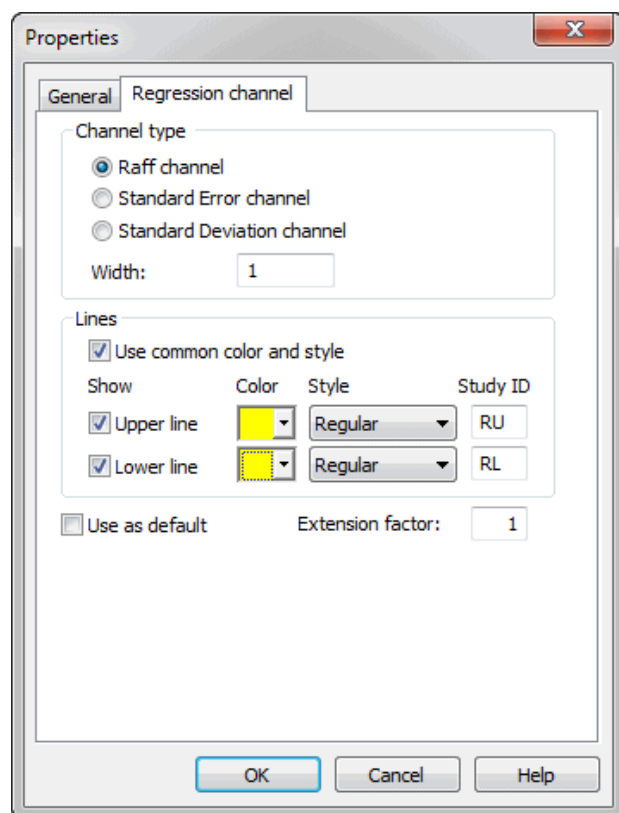 Properties
General Regression channel
Channel type
Raff channel
Standard Error channel
Standard Deviation channel
Width: 1
Lines
Use common color and style
Show Color Style Study ID
Upper line Regular RU
Lower line Regular RL
Use as default Extension factor: 1
OK Cancel Help